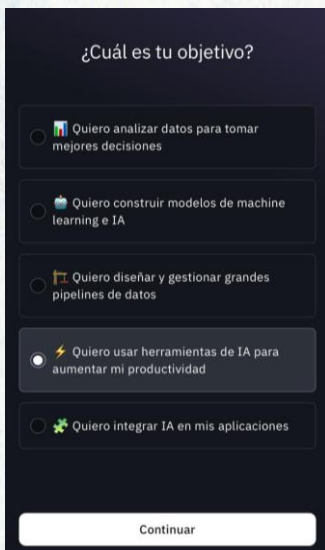 ¿Cuál es tu objetivo?
📊 Quiero analizar datos para tomar
mejores decisiones
🤖 Quiero construir modelos de machine
learning e IA
🏗️ Quiero diseñar y gestionar grandes
pipelines de datos
⚡ Quiero usar herramientas de IA para
aumentar mi productividad
🧩 Quiero integrar IA en mis aplicaciones
Continuar